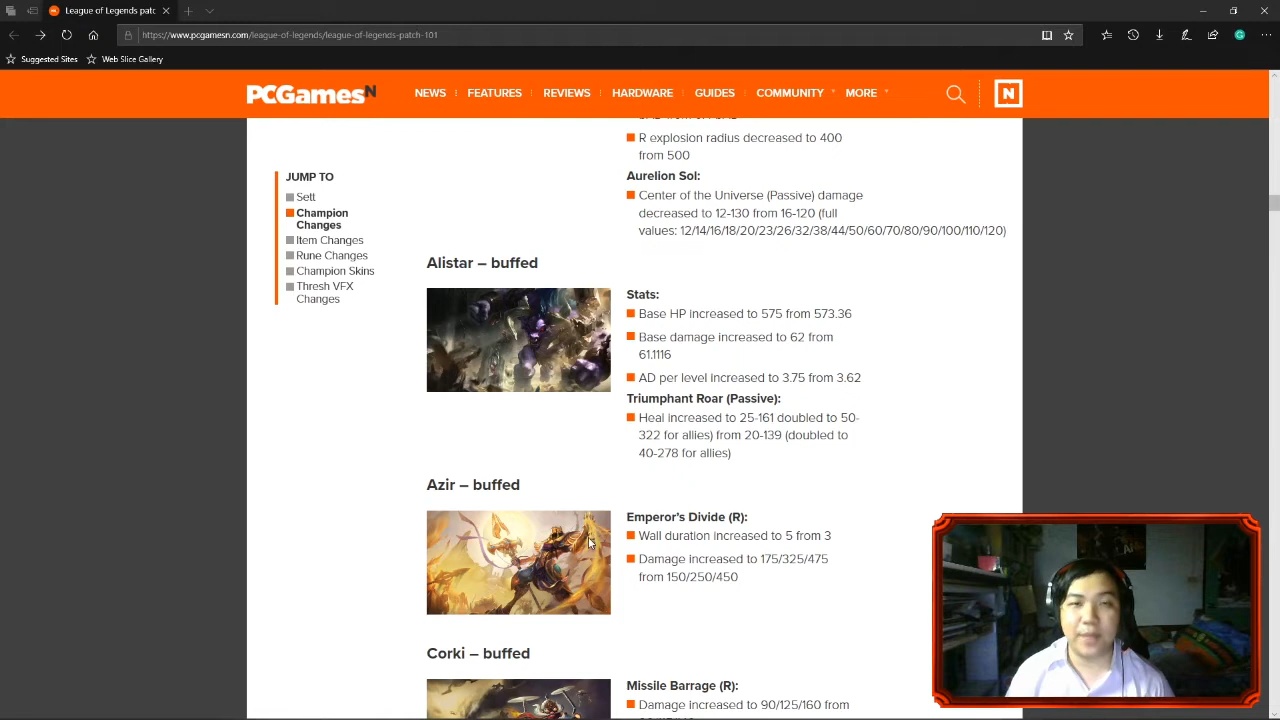 League of Legends patc
https://www.pcgamesn.com/league-of-legends/league-of-legends-patch-101
Suggested Sites
Web Slice Gallery
PCGamesN
NEWS
FEATURES
REVIEWS
HARDWARE
GUIDES
COMMUNITY
MORE
N
JUMP TO
Sett
Champion
Changes
Item Changes
Rune Changes
Champion Skins
Thresh VFX
Changes
R explosion radius decreased to 400
from 500
Aurelion Sol:
Center of the Universe (Passive) damage
decreased to 12-130 from 16-120 (full
values: 12/14/16/18/20/23/26/32/38/44/50/60/70/80/90/100/110/120)
Alistar – buffed
Stats:
Base HP increased to 575 from 573.36
Base damage increased to 62 from
61.1116
AD per level increased to 3.75 from 3.62
Triumphant Roar (Passive):
Heal increased to 25-161 doubled to 50-
322 for allies) from 20-139 (doubled to
40-278 for allies)
Azir – buffed
Emperor's Divide (R):
Wall duration increased to 5 from 3
Damage increased to 175/325/475
from 150/250/450
Corki – buffed
Missile Barrage (R):
Damage increased to 90/125/160 from